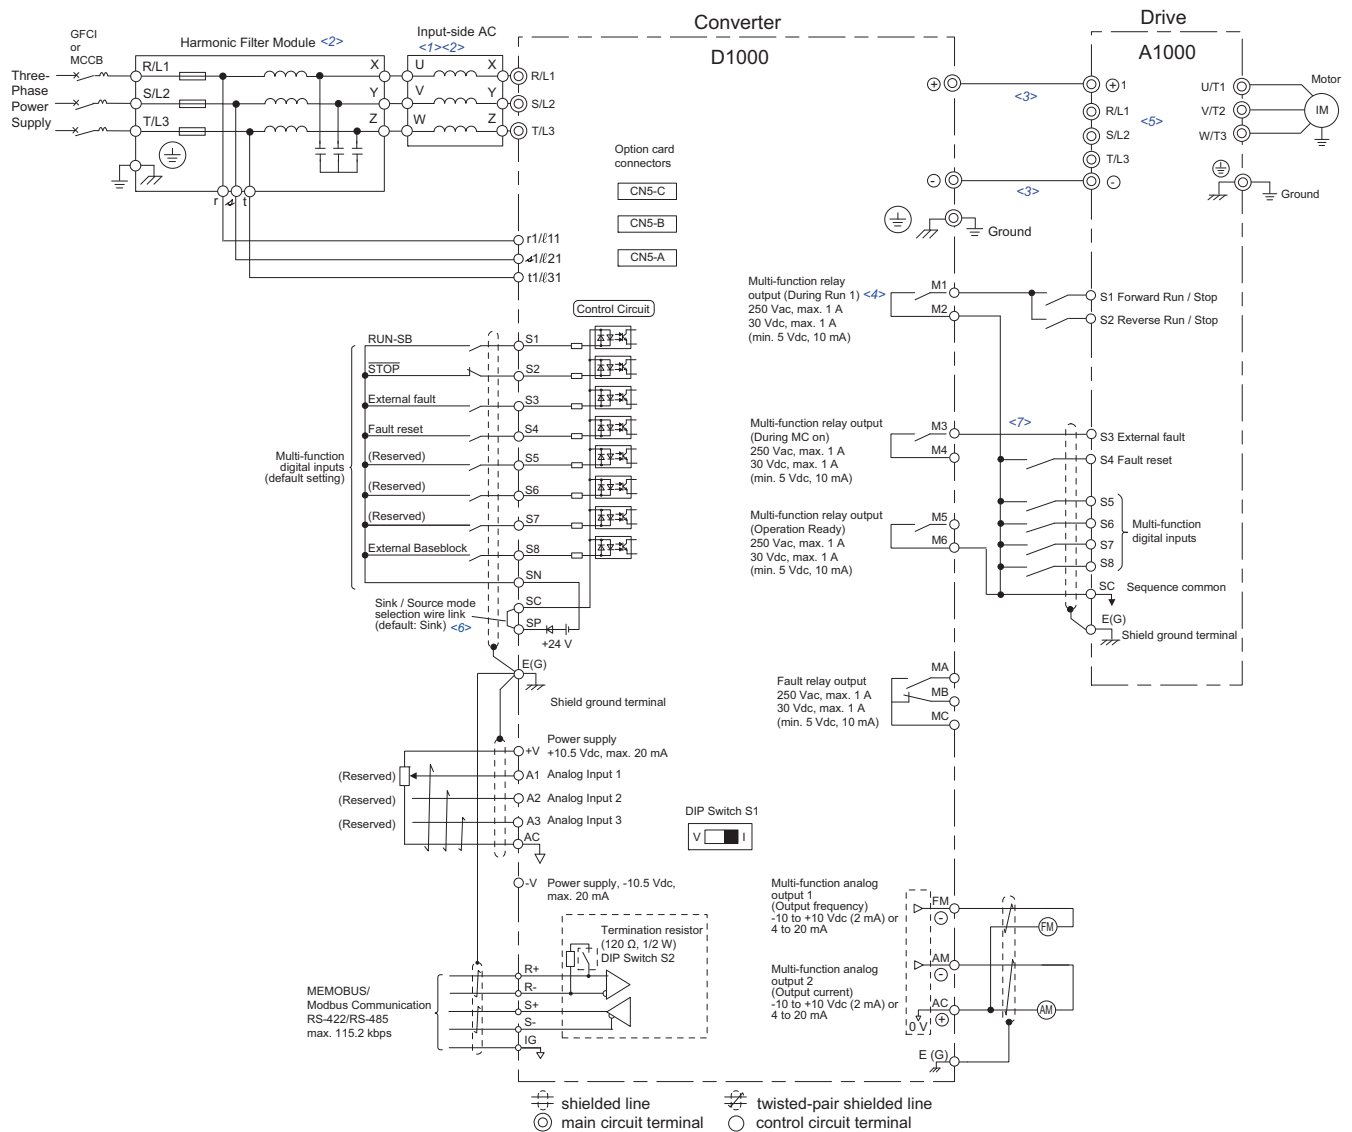 Converter
Drive
D1000
A1000
GFCI
or
MCCB
Harmonic Filter Module <2>
Input-side AC
<1><2>
Three-
Phase
Power
Supply
R/L1
S/L2
T/L3
X
Y
Z
U
V
W
X
Y
Z
R/L1
S/L2
T/L3
r
t
r1/ℓ11
1/ℓ21
t1/ℓ31
Option card
connectors
CN5-C
CN5-B
CN5-A
Control Circuit
+
-
<3>
<3>
+1
R/L1
S/L2
T/L3
-
<5>
U/T1
V/T2
W/T3
Motor
IM
Ground
Ground
Multi-function
digital inputs
(default setting)
RUN-SB
S1
STOP
S2
External fault
S3
Fault reset
S4
(Reserved)
S5
(Reserved)
S6
(Reserved)
S7
External Baseblock
S8
SN
SC
SP
+24 V
Sink / Source mode
selection wire link
(default: Sink) <6>
E(G)
Shield ground terminal
Power supply
+10.5 Vdc, max. 20 mA
+V
(Reserved)
A1 Analog Input 1
(Reserved)
A2 Analog Input 2
(Reserved)
A3 Analog Input 3
AC
-V Power supply, -10.5 Vdc,
max. 20 mA
Termination resistor
(120 Ω, 1/2 W)
DIP Switch S2
MEMOBUS/
Modbus Communication
RS-422/RS-485
max. 115.2 kbps
R+
R-
S+
S-
IG
Multi-function relay
output (During Run 1) <4>
250 Vac, max. 1 A
30 Vdc, max. 1 A
(min. 5 Vdc, 10 mA)
M1
M2
Multi-function relay output
(During MC on)
250 Vac, max. 1 A
30 Vdc, max. 1 A
(min. 5 Vdc, 10 mA)
M3
M4
Multi-function relay output
(Operation Ready)
250 Vac, max. 1 A
30 Vdc, max. 1 A
(min. 5 Vdc, 10 mA)
M5
M6
Fault relay output
250 Vac, max. 1 A
30 Vdc, max. 1 A
(min. 5 Vdc, 10 mA)
MA
MB
MC
S1 Forward Run / Stop
S2 Reverse Run / Stop
<7>
S3 External fault
S4 Fault reset
S5
S6
S7
S8
Multi-function
digital inputs
SC Sequence common
E(G)
Shield ground terminal
DIP Switch S1
V
I
Multi-function analog
output 1
(Output frequency)
-10 to +10 Vdc (2 mA) or
4 to 20 mA
FM
-
FM
Multi-function analog
output 2
(Output current)
-10 to +10 Vdc (2 mA) or
4 to 20 mA
AM
-
AC
+
0 V
AM
E (G)
shielded line
twisted-pair shielded line
main circuit terminal
control circuit terminal